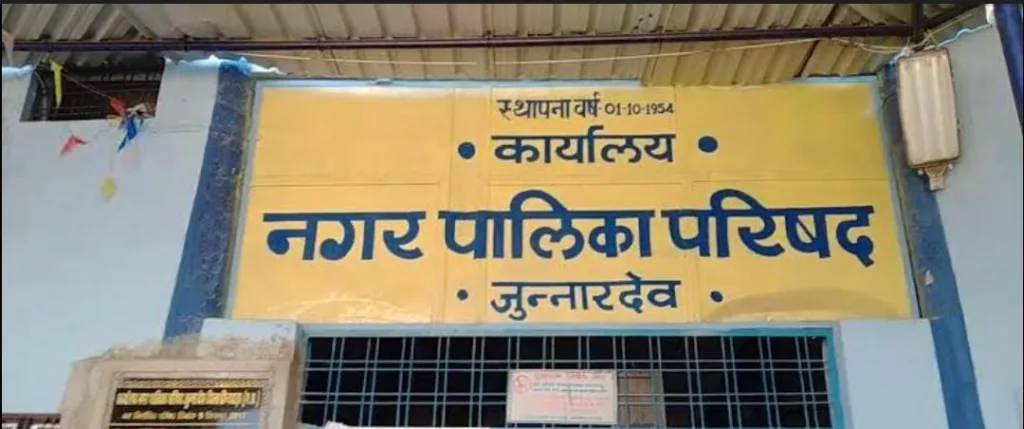 स्थापना वर्ष 01-10-1954
• कार्यालय •
नगर पालिका परिषद
• जुन्नारदेव •